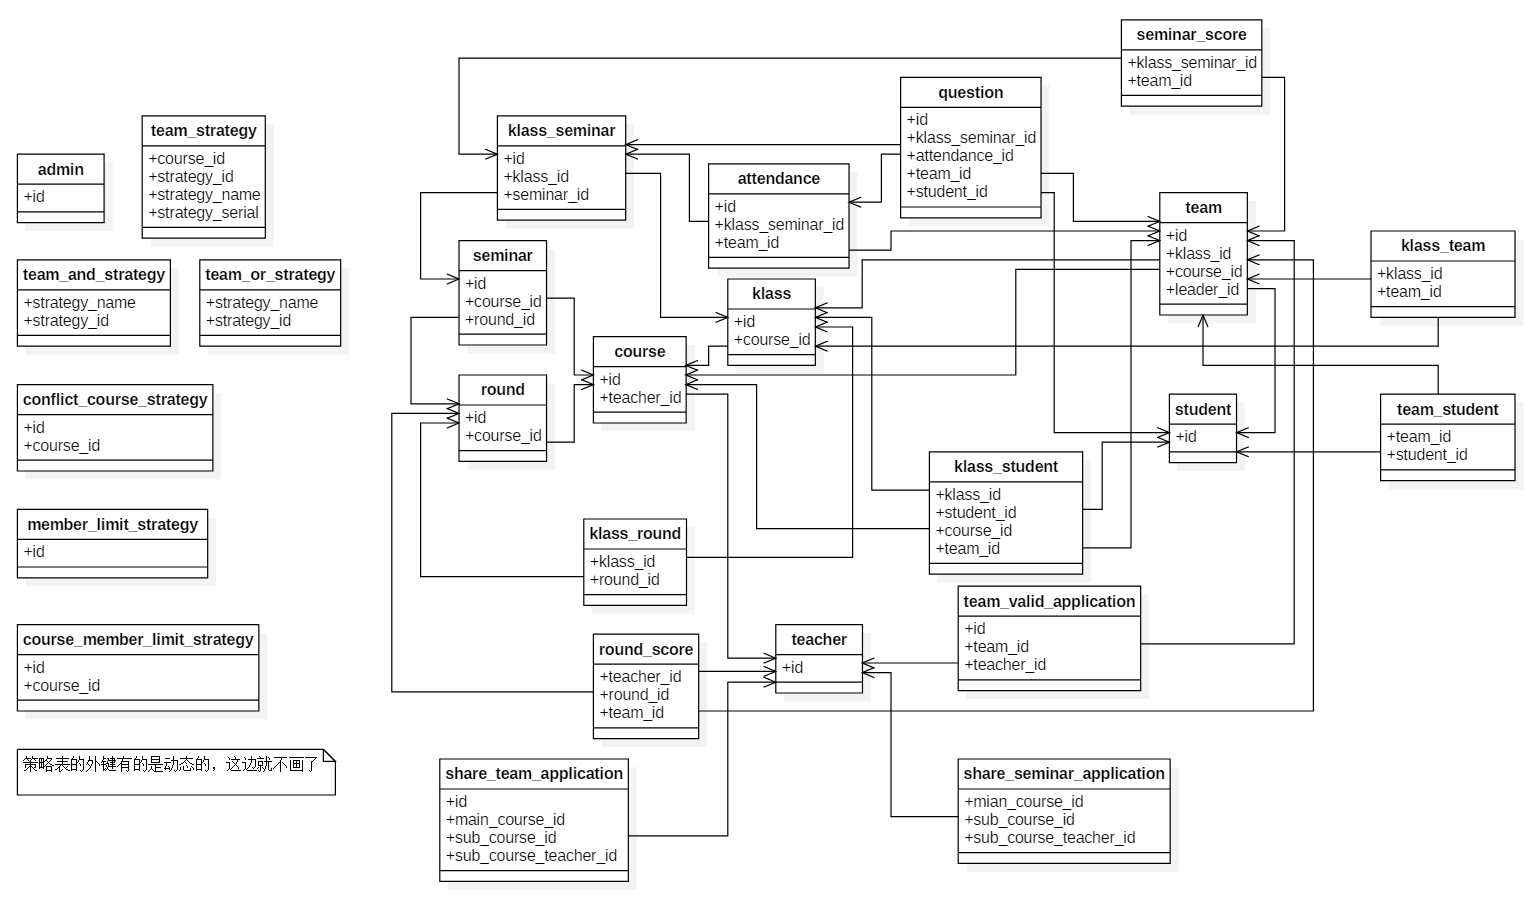 admin
+id
team_strategy
+course_id
+strategy_id
+strategy_name
+strategy_serial
team_and_strategy
+strategy_name
+strategy_id
team_or_strategy
+strategy_name
+strategy_id
conflict_course_strategy
+id
+course_id
member_limit_strategy
+id
course_member_limit_strategy
+id
+course_id
策略表的外键有的是动态的，这边就不画了
klass_seminar
+id
+klass_id
+seminar_id
seminar
+id
+course_id
+round_id
round
+id
+course_id
course
+id
+teacher_id
klass_round
+klass_id
+round_id
round_score
+teacher_id
+round_id
+team_id
share_team_application
+id
+main_course_id
+sub_course_id
+sub_course_teacher_id
attendance
+id
+klass_seminar_id
+team_id
klass
+id
+course_id
teacher
+id
question
+id
+klass_seminar_id
+attendance_id
+team_id
+student_id
klass_student
+klass_id
+student_id
+course_id
+team_id
team_valid_application
+id
+team_id
+teacher_id
share_seminar_application
+mian_course_id
+sub_course_id
+sub_course_teacher_id
seminar_score
+klass_seminar_id
+team_id
team
+id
+klass_id
+course_id
+leader_id
student
+id
klass_team
+klass_id
+team_id
team_student
+team_id
+student_id